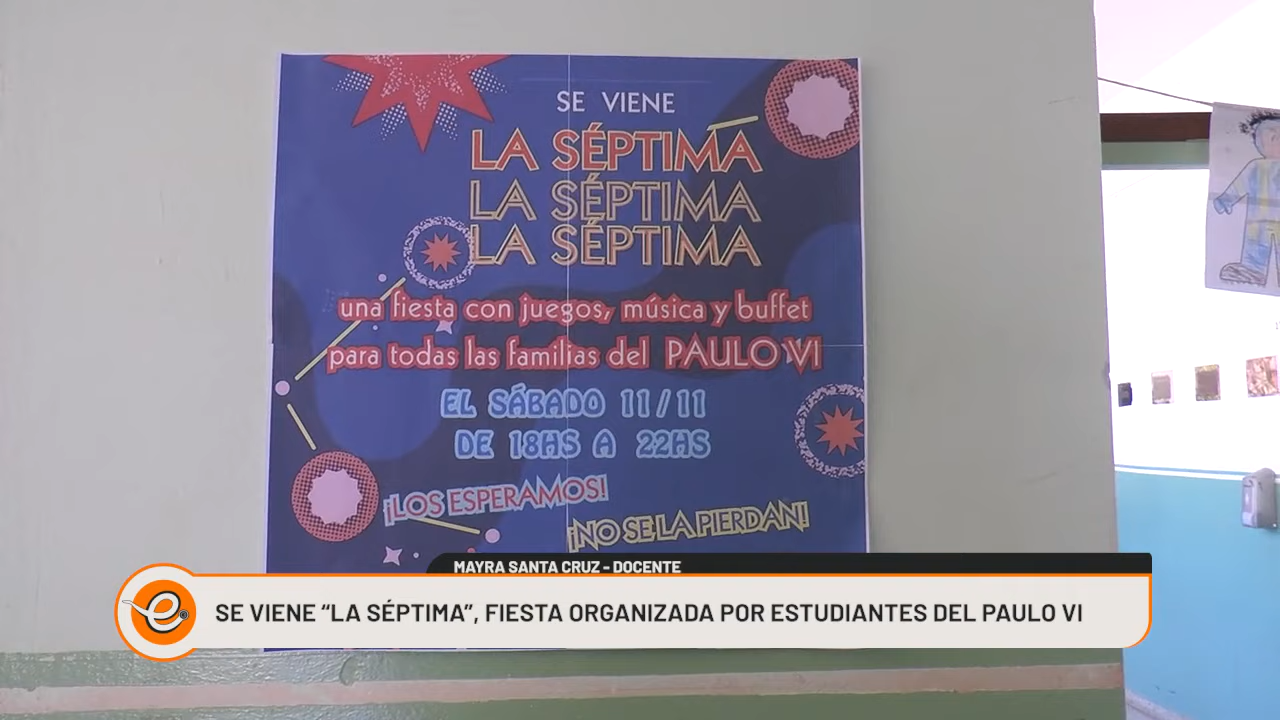 SE VIENE
LA SÉPTIMA
LA SÉPTIMA
LA SÉPTIMA
una fiesta con juegos, música y buffet
para todas las familias del PAULO VI
EL SÁBADO 11/11
DE 18HS A 22HS
¡LOS ESPERAMOS!
¡NO SE LA PIERDAN!
MAYRA SANTA CRUZ - DOCENTE
SE VIENE “LA SÉPTIMA”, FIESTA ORGANIZADA POR ESTUDIANTES DEL PAULO VI